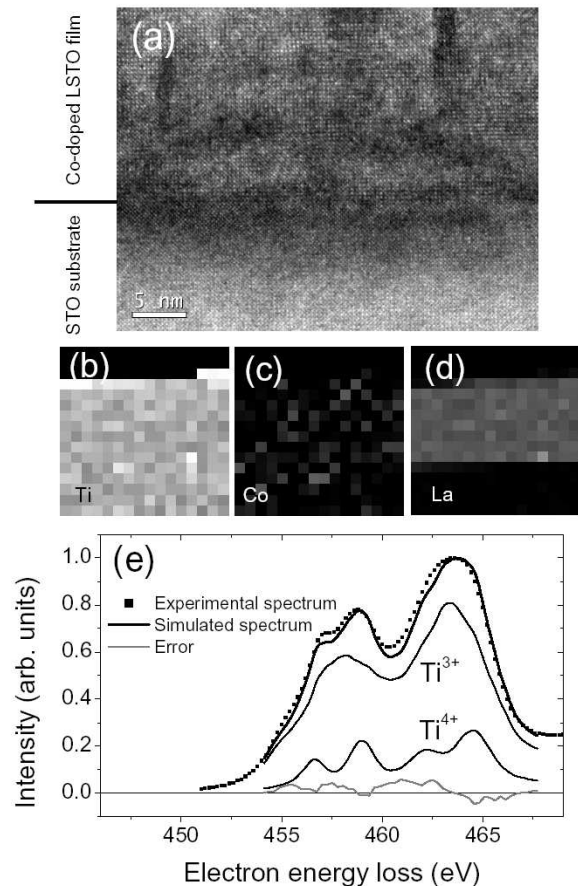 (a)
Co-doped LSTO film
STO substrate
5 nm
(b)
Ti
(c)
Co
(d)
La
(e)
Experimental spectrum
Simulated spectrum
Error
Ti3+
Ti4+
1.0
0.8
0.6
0.4
0.2
0.0
Intensity (arb. units)
450
455
460
465
Electron energy loss (eV)